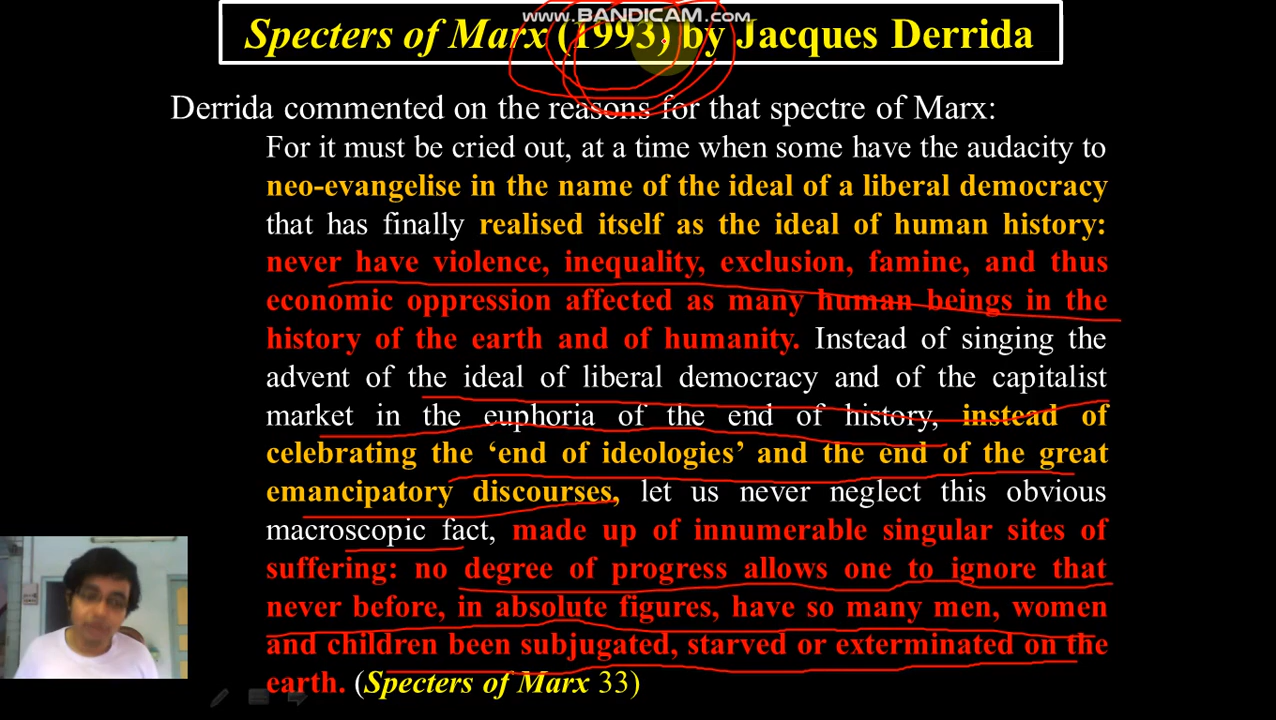 www.BANDICAM.com
Specters of Marx (1993) by Jacques Derrida
Derrida commented on the reasons for that spectre of Marx:
For it must be cried out, at a time when some have the audacity to
neo-evangelise in the name of the ideal of a liberal democracy
that has finally realised itself as the ideal of human history:
never have violence, inequality, exclusion, famine, and thus
economic oppression affected as many human beings in the
history of the earth and of humanity. Instead of singing the
advent of the ideal of liberal democracy and of the capitalist
market in the euphoria of the end of history, instead of
celebrating the ‘end of ideologies’ and the end of the great
emancipatory discourses, let us never neglect this obvious
macroscopic fact, made up of innumerable singular sites of
suffering: no degree of progress allows one to ignore that
never before, in absolute figures, have so many men, women
and children been subjugated, starved or exterminated on the
earth. (Specters of Marx 33)